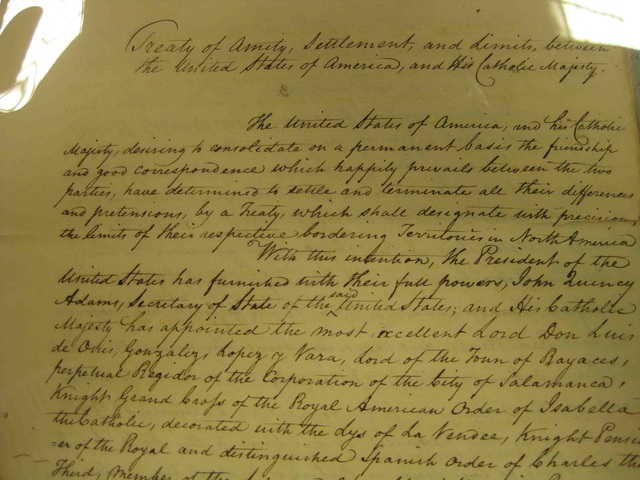 Treaty of Amity, Settlement, and Limits, between
the United States of America, and His Catholic Majesty.
The United States of America, and his Catholic
Majesty, desiring to consolidate on a permanent basis the friendship
and good correspondence which happily prevails between the two
parties, have determined to settle and terminate all their differences
and pretensions, by a Treaty, which shall designate with precision,
the limits of their respective bordering Territories in North America
With this intention, the President of the
United States has furnished with their full powers, John Quincy
Adams, Secretary of State of the said United States; and His Catholic
Majesty has appointed the most excellent Lord Don Luis
de Onis, Gonzalez, Lopez y Vara, Lord of the Town of Rayaces,
perpetual Regidor of the Corporation of the City of Salamanca,
Knight Grand Cross of the Royal American Order of Isabella
the Catholic, decorated with the Lys of La Vendee, Knight Pensi
=er of the Royal and distinguished Spanish Order of Charles the
Third, Member of the